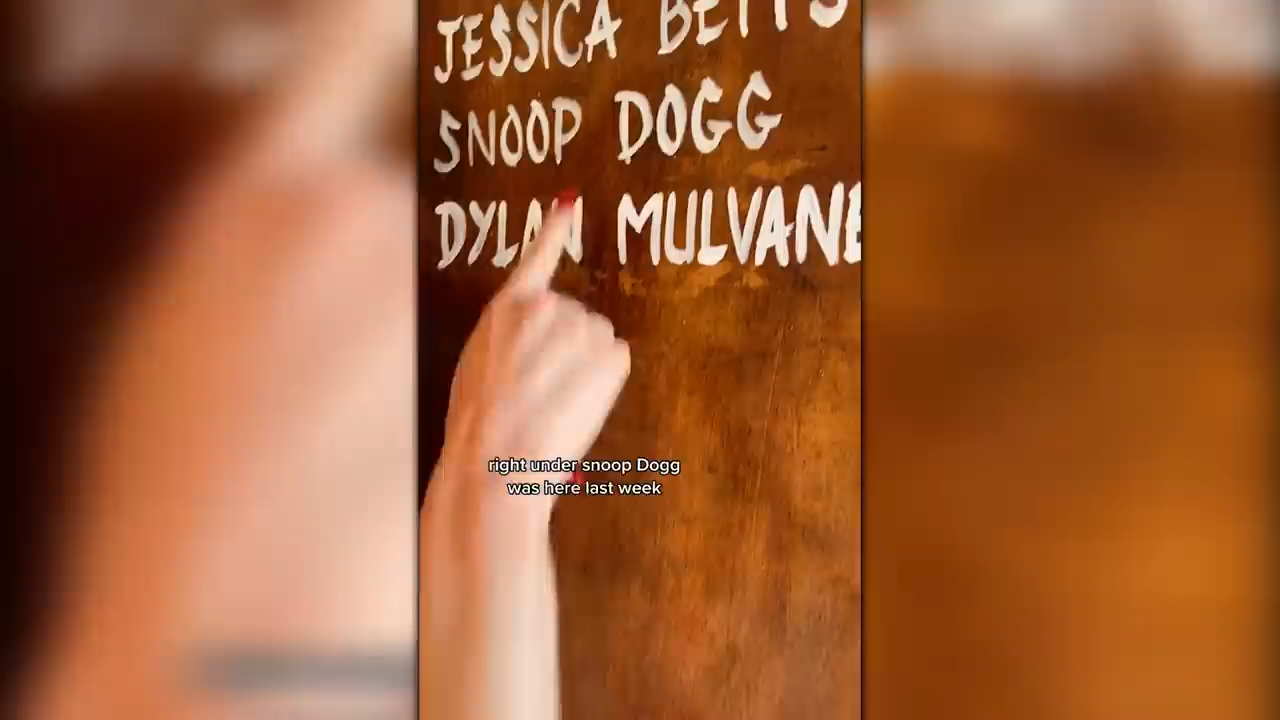 JESSICA BETTS
SNOOP DOGG
DYLAN MULVANE
right under snoop Dogg
was here last week